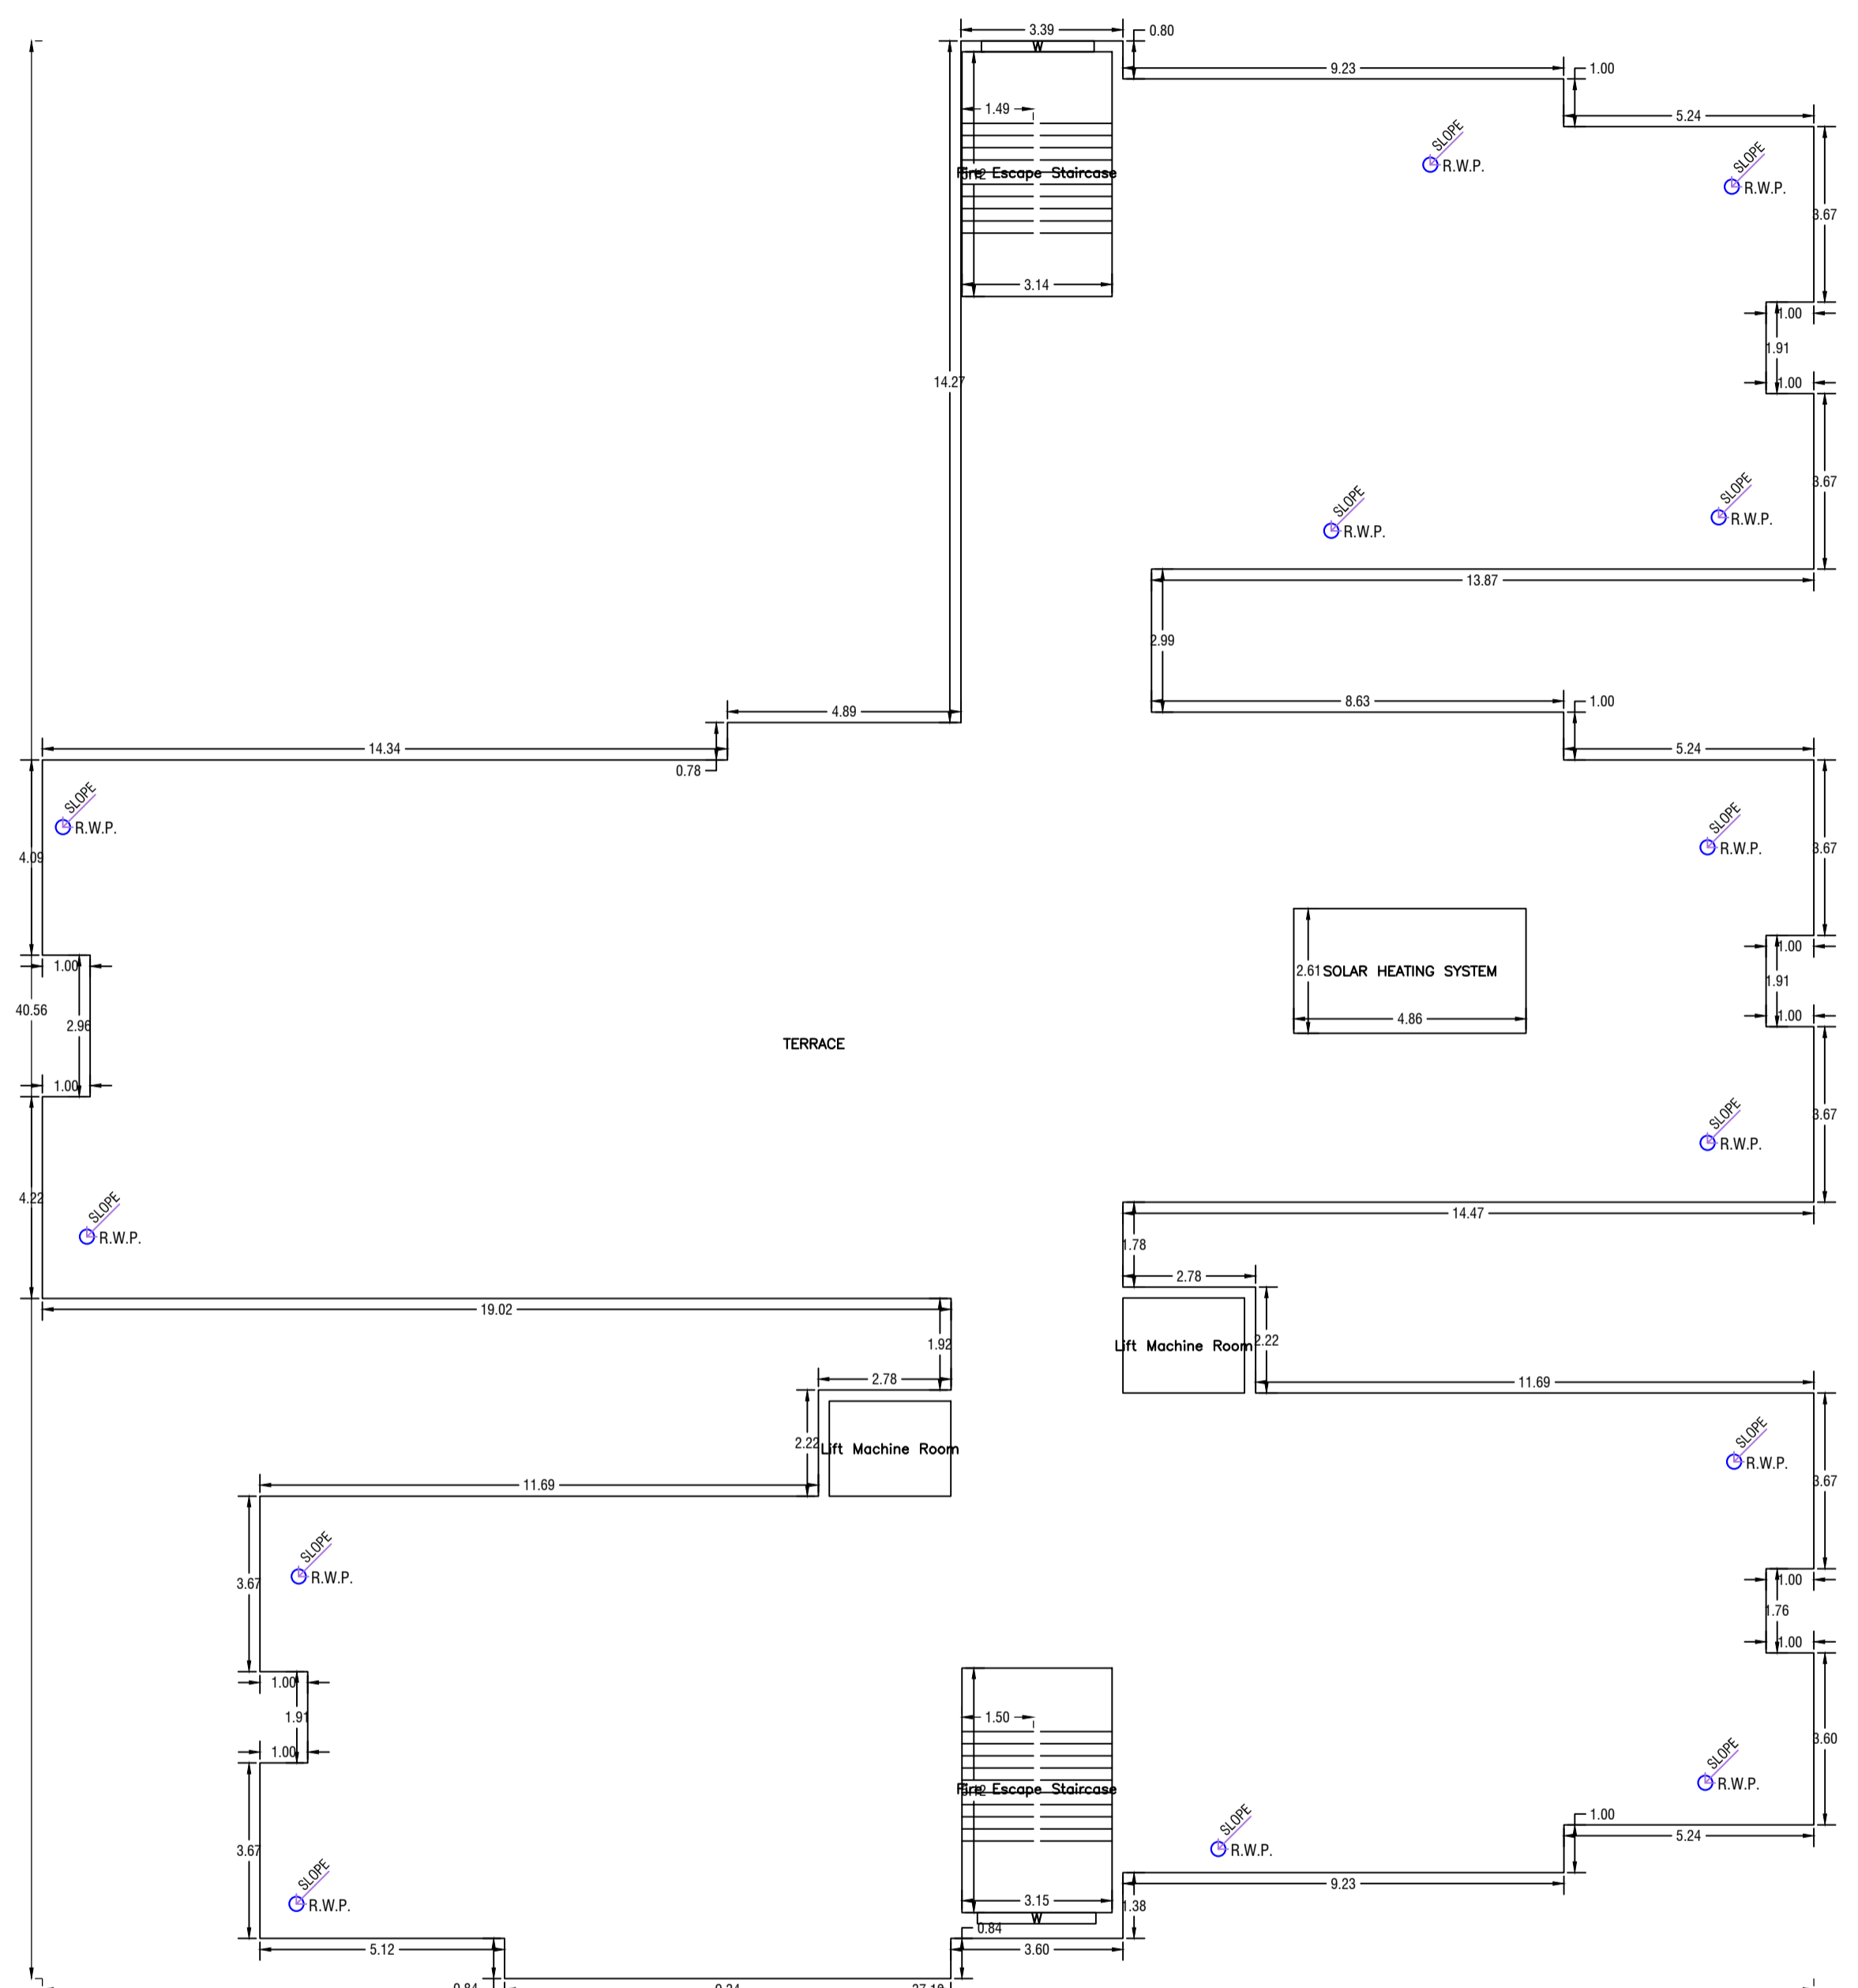 3.39
0.80
W
9.23
1.00
1.49
5.24
SLOPE
R.W.P.
SLOPE
R.W.P.
Fire Escape Staircase
3.67
3.14
1.00
1.91
1.00
14.27
3.67
SLOPE
R.W.P.
SLOPE
R.W.P.
13.87
2.99
8.63
1.00
4.89
5.24
14.34
0.78
SLOPE
R.W.P.
4.09
SLOPE
R.W.P.
3.67
1.00
40.56
2.96
1.00
TERRACE
2.61
SOLAR HEATING SYSTEM
4.86
1.00
1.91
1.00
3.67
SLOPE
R.W.P.
4.22
SLOPE
R.W.P.
14.47
1.78
2.78
19.02
1.92
Lift Machine Room
2.22
2.78
11.69
2.22
Lift Machine Room
11.69
SLOPE
R.W.P.
3.67
SLOPE
R.W.P.
3.67
1.00
1.76
1.00
1.00
1.91
1.00
1.50
Fire Escape Staircase
3.60
SLOPE
R.W.P.
1.00
5.24
SLOPE
R.W.P.
3.67
SLOPE
R.W.P.
9.23
3.15
W
1.38
0.84
5.12
3.60
0.84